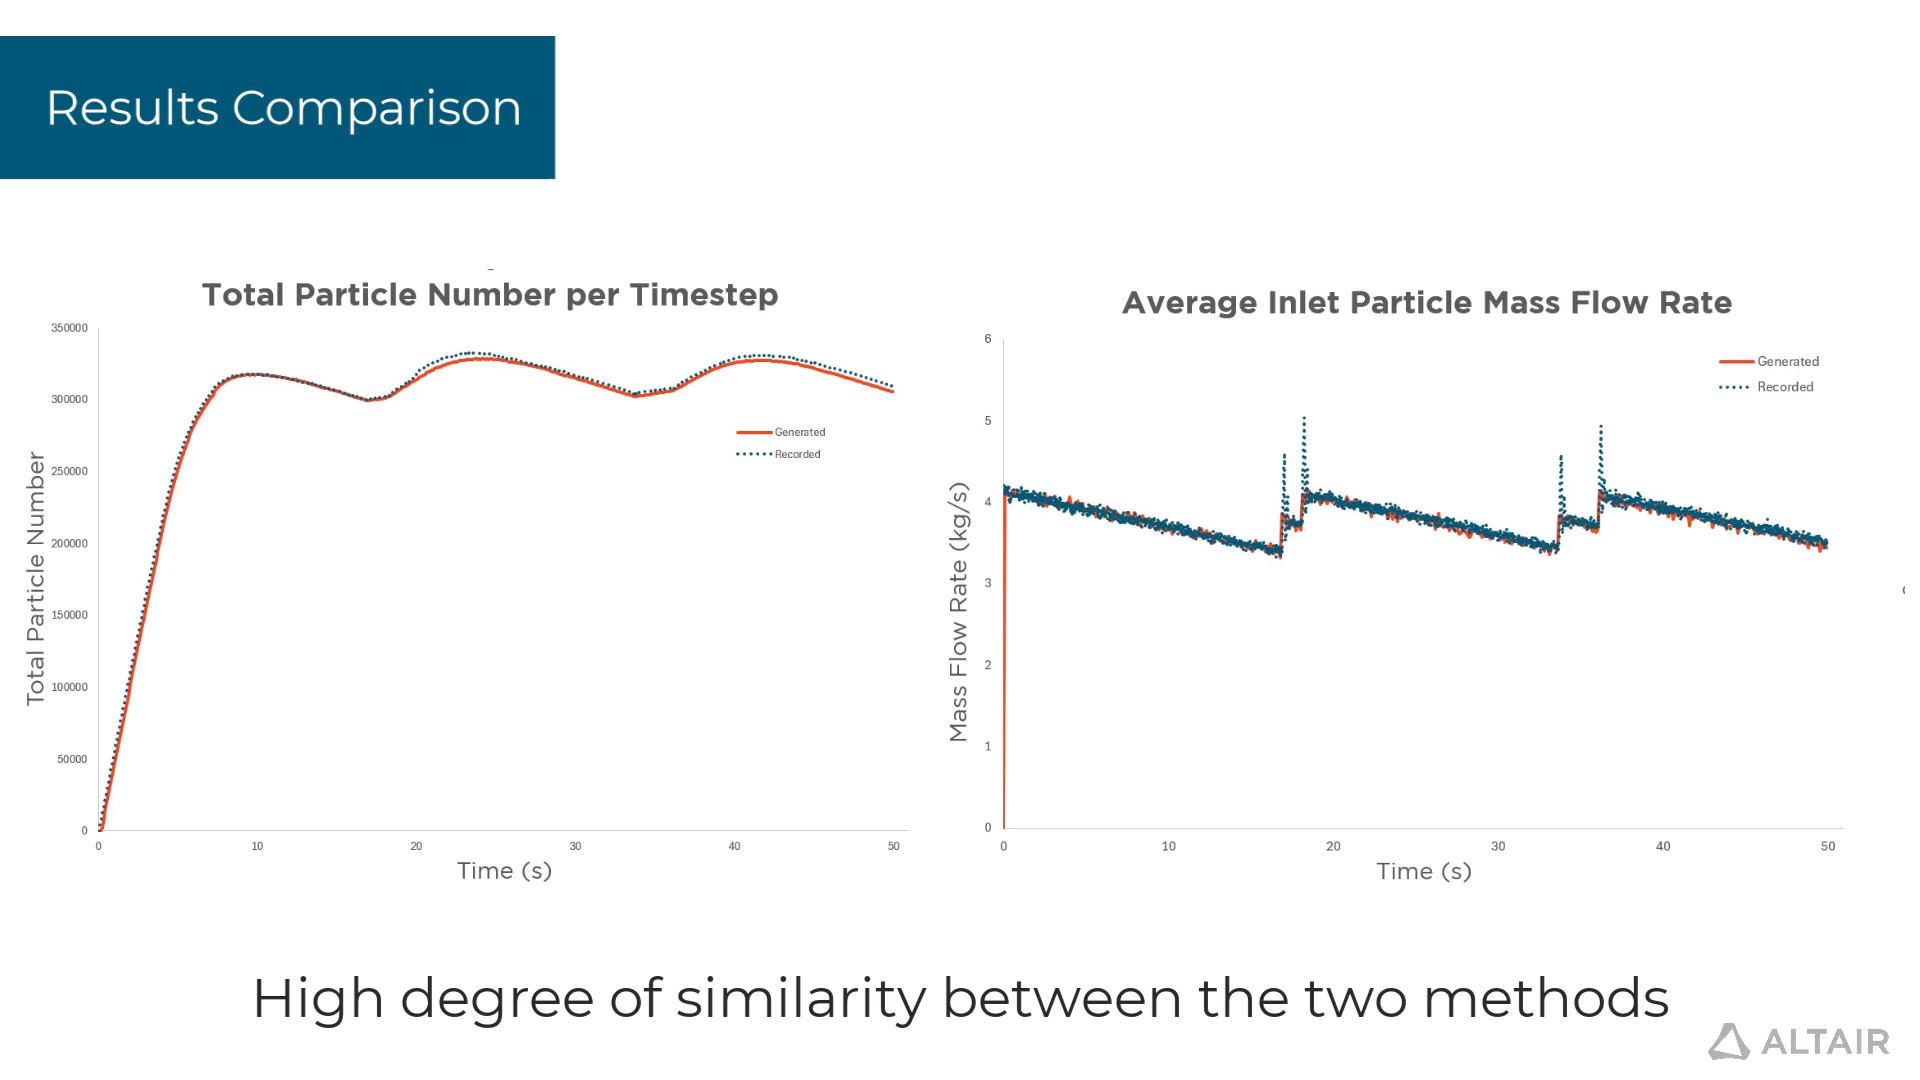 Results Comparison
Total Particle Number per Timestep
350000
300000
250000
200000
150000
100000
50000
0
Total Particle Number
0 10 20 30 40 50
Time (s)
Generated
Recorded
Average Inlet Particle Mass Flow Rate
6
5
4
3
2
1
0
Mass Flow Rate (kg/s)
0 10 20 30 40 50
Time (s)
Generated
Recorded
High degree of similarity between the two methods
ALTAIR